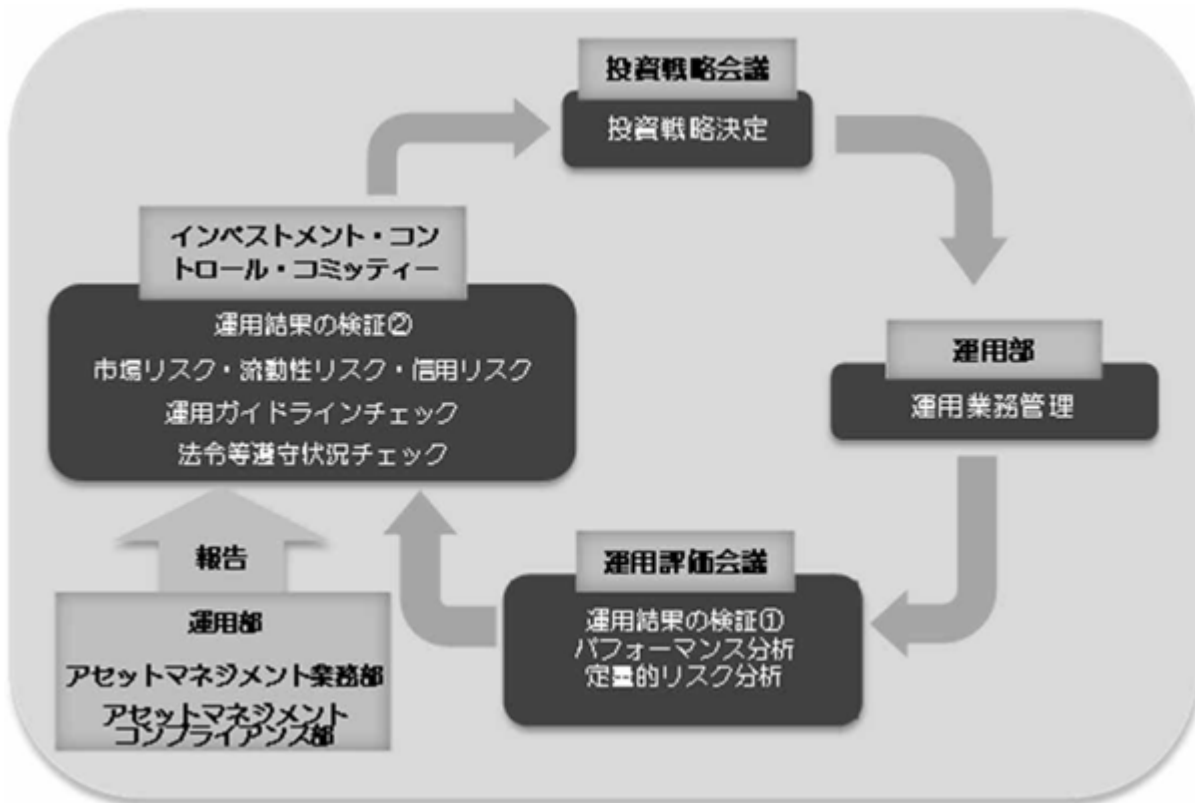 投資戦略会議
投資戦略決定
インベストメント・コン
トロール・コミッティー
運用結果の検証②
市場リスク・流動性リスク・信用リスク
運用ガイドラインチェック
法令等遵守状況チェック
運用部
運用業務管理
運用評価会議
運用結果の検証①
パフォーマンス分析
定量的リスク分析
報告
運用部
アセットマネジメント業務部
アセットマネジメント
コンプライアンス部